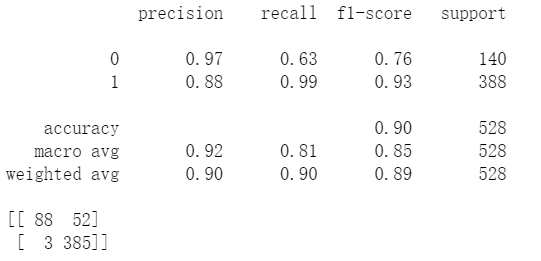 precision recall f1-score support
0 0.97 0.63 0.76 140
1 0.88 0.99 0.93 388
accuracy 0.90 528
macro avg 0.92 0.81 0.85 528
weighted avg 0.90 0.90 0.89 528
[[ 88 52]
[ 3 385]]